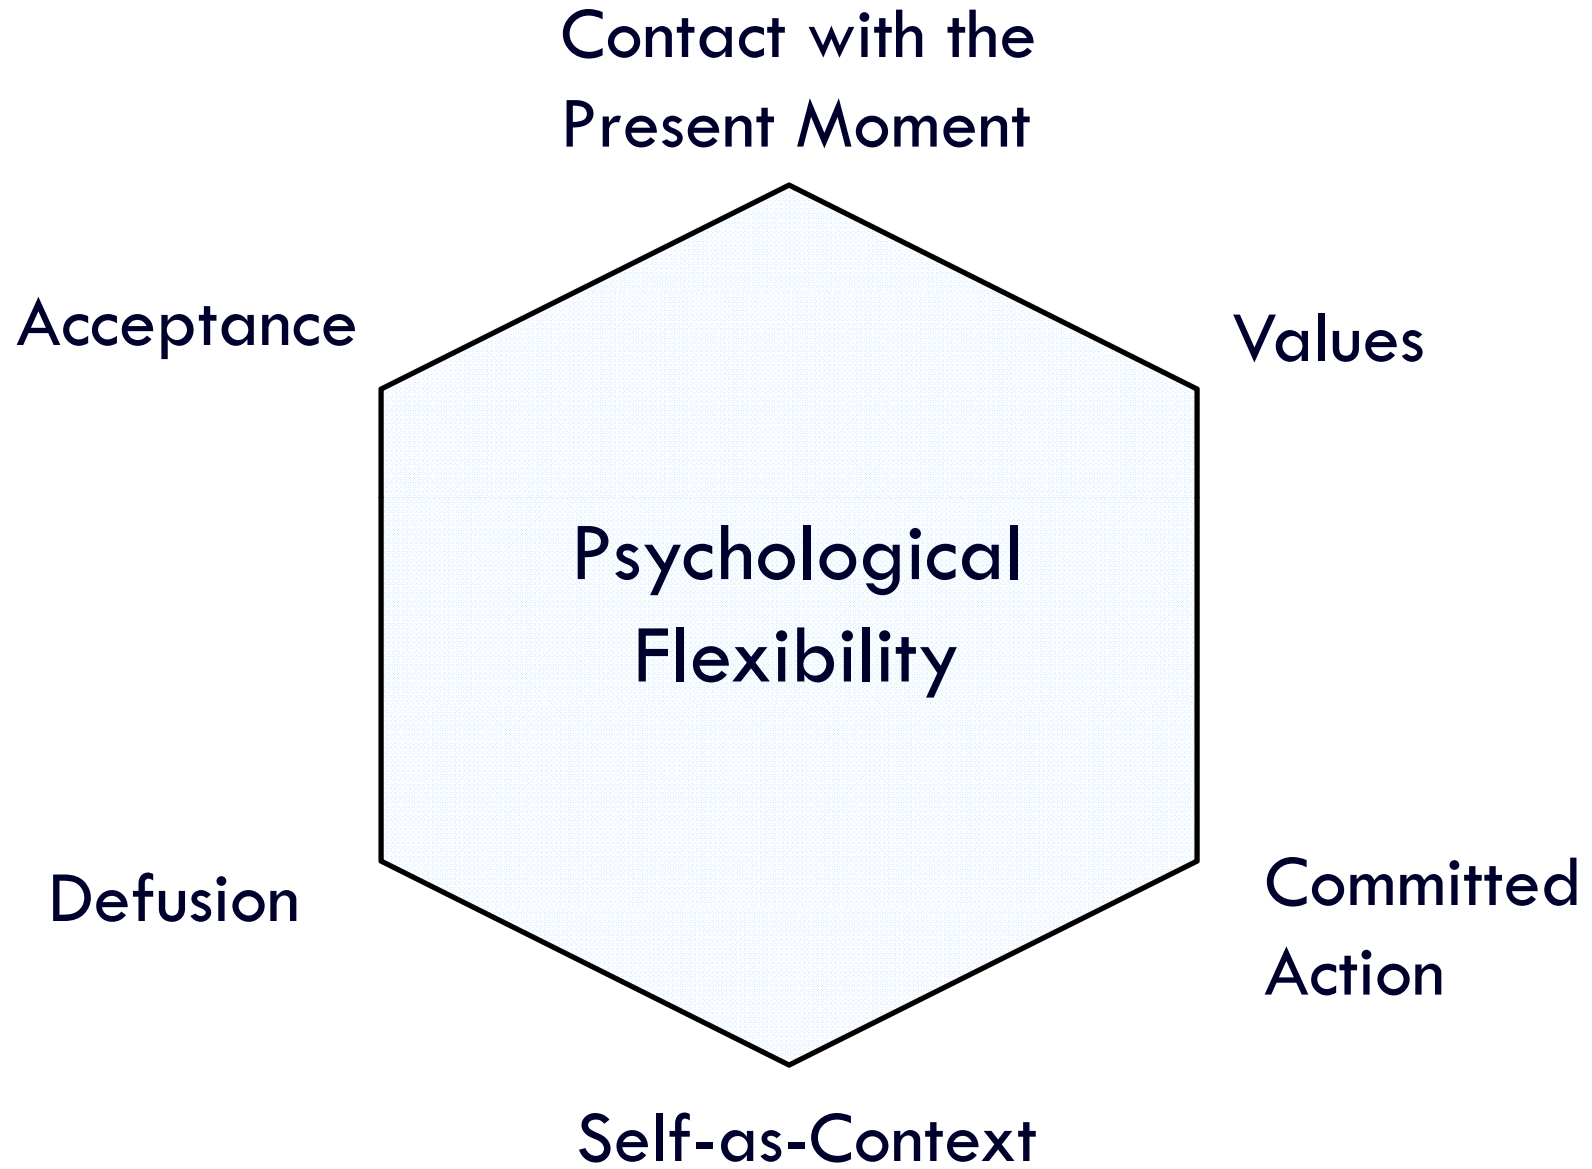 Contact with the
Present Moment
Acceptance
Values
Psychological
Flexibility
Defusion
Committed
Action
Self-as-Context